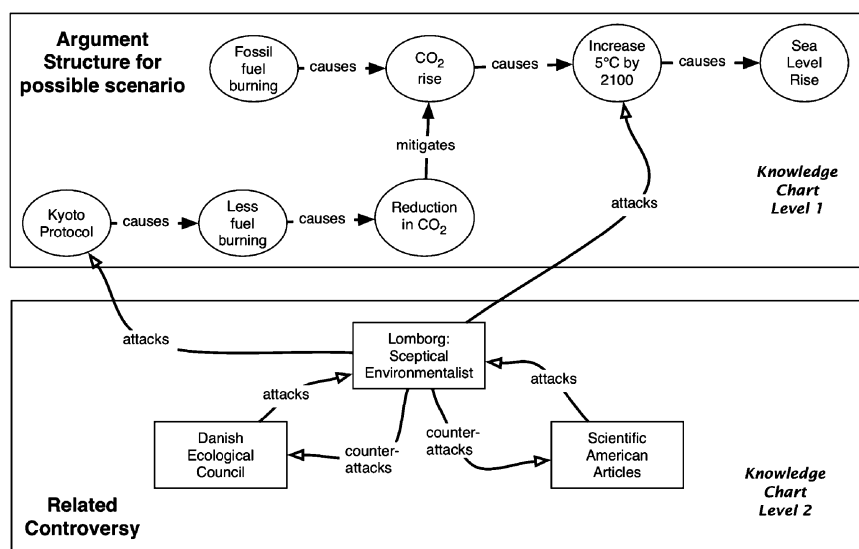 Argument
Structure for
possible scenario
Fossil
fuel
burning
causes
CO₂
rise
causes
Increase
5°C by
2100
causes
Sea
Level
Rise
mitigates
Knowledge
Chart
Level 1
Kyoto
Protocol
causes
Less
fuel
burning
causes
Reduction
in CO₂
attacks
attacks
Lomborg:
Sceptical
Environmentalist
attacks
attacks
Danish
Ecological
Council
counter-
attacks
counter-
attacks
Scientific
American
Articles
Related
Controversy
Knowledge
Chart
Level 2